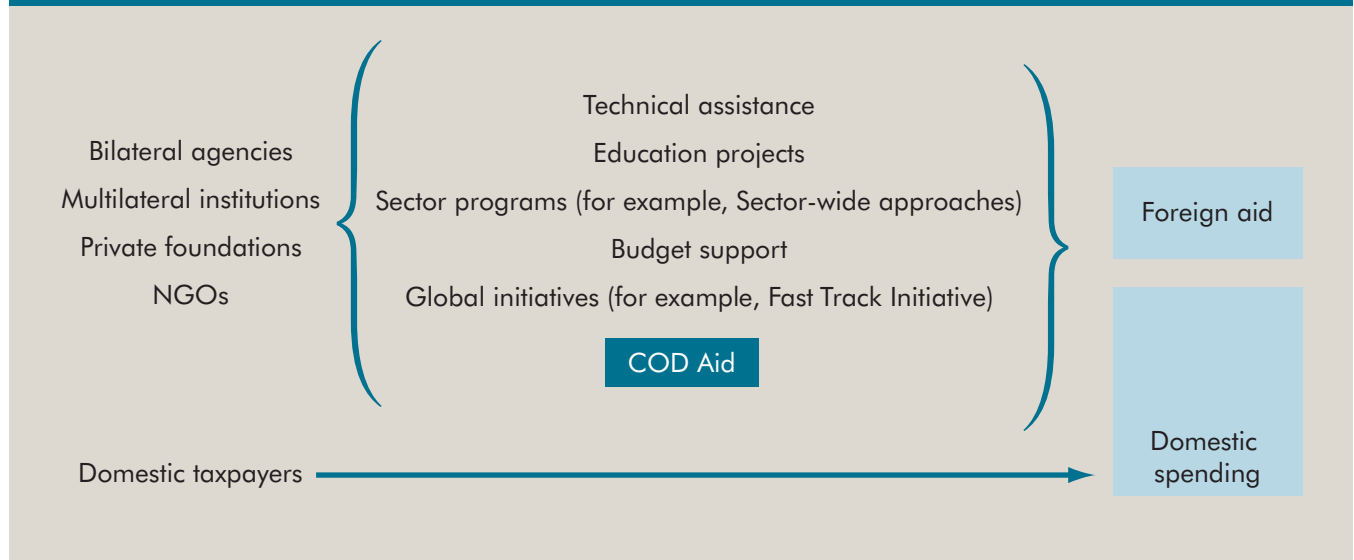 Bilateral agencies
Multilateral institutions
Private foundations
NGOs
Technical assistance
Education projects
Sector programs (for example, Sector-wide approaches)
Budget support
Global initiatives (for example, Fast Track Initiative)
COD Aid
Foreign aid
Domestic taxpayers
Domestic
spending